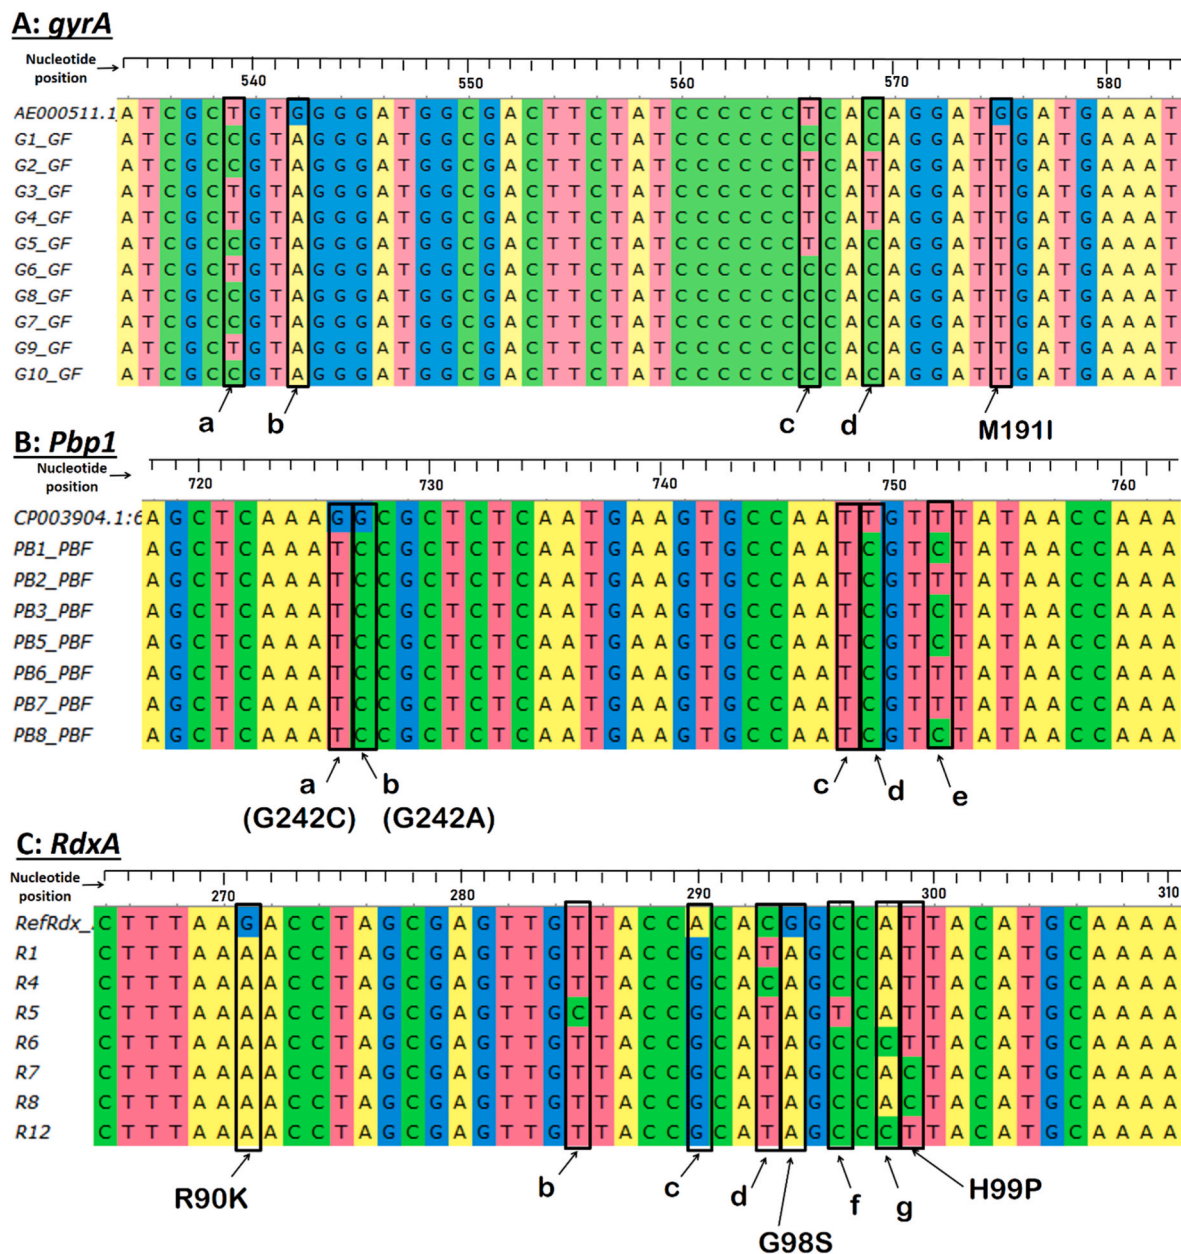 A: gyrA
Nucleotide
position
540 550 560 570 580
AE000511.1 A T C G C T G T G G G G A T G G C G A C T T C T A T C C C C C C T C A C A G G A T G G A T G A A A T
G1_GF A T C G C C G T A G G G A T G G C G A C T T C T A T C C C C C C C C A C A G G A T T G A T G A A A T
G2_GF A T C G C C G T A G G G A T G G C G A C T T C T A T C C C C C C T C A T A G G A T T G A T G A A A T
G3_GF A T C G C T G T A G G G A T G G C G A C T T C T A T C C C C C C T C A T A G G A T T G A T G A A A T
G4_GF A T C G C T G T A G G G A T G G C G A C T T C T A T C C C C C C T C A T A G G A T T G A T G A A A T
G5_GF A T C G C C G T A G G G A T G G C G A C T T C T A T C C C C C C T C A C A G G A T T G A T G A A A T
G6_GF A T C G C T G T A G G G A T G G C G A C T T C T A T C C C C C C C C A C A G G A T T G A T G A A A T
G8_GF A T C G C C G T A G G G A T G G C G A C T T C T A T C C C C C C C C A C A G G A T T G A T G A A A T
G7_GF A T C G C C G T A G G G A T G G C G A C T T C T A T C C C C C C C C A C A G G A T T G A T G A A A T
G9_GF A T C G C T G T A G G G A T G G C G A C T T C T A T C C C C C C C C A C A G G A T T G A T G A A A T
G10_GF A T C G C C G T A G G G A T G G C G A C T T C T A T C C C C C C C C A C A G G A T T G A T G A A A T
a b c d M191I
B: Pbp1
Nucleotide
position
720 730 740 750 760
CP003904.1:6 A G C T C A A A G G C G C T C T C A A T G A A G T G C C A A T T G T T T A T A A C C A A A
PB1_PBF A G C T C A A A T C C G C T C T C A A T G A A G T G C C A A T C G T C T A T A A C C A A A
PB2_PBF A G C T C A A A T C C G C T C T C A A T G A A G T G C C A A T C G T T T A T A A C C A A A
PB3_PBF A G C T C A A A T C C G C T C T C A A T G A A G T G C C A A T C G T C T A T A A C C A A A
PB5_PBF A G C T C A A A T C C G C T C T C A A T G A A G T G C C A A T C G T C T A T A A C C A A A
PB6_PBF A G C T C A A A T C C G C T C T C A A T G A A G T G C C A A T C G T T T A T A A C C A A A
PB7_PBF A G C T C A A A T C C G C T C T C A A T G A A G T G C C A A T C G T T T A T A A C C A A A
PB8_PBF A G C T C A A A T C C G C T C T C A A T G A A G T G C C A A T C G T C T A T A A C C A A A
a b c d e
(G242C) (G242A)
C: RdxA
Nucleotide
position
270 280 290 300 310
RefRdx_ C T T T A A G A C C T A G C G A G T T G T T A C C A C A C G G C C A T T A C A T G C A A A A
R1 C T T T A A A A C C T A G C G A G T T G T T A C C G C A T A G C C A T T A C A T G C A A A A
R4 C T T T A A A A C C T A G C G A G T T G T T A C C G C A C A G C C A T T A C A T G C A A A A
R5 C T T T A A A A C C T A G C G A G T T G C T A C C G C A T A G T C A T T A C A T G C A A A A
R6 C T T T A A A A C C T A G C G A G T T G T T A C C G C A T A G C C C T T A C A T G C A A A A
R7 C T T T A A A A C C T A G C G A G T T G T T A C C G C A T A G C C A C T A C A T G C A A A A
R8 C T T T A A A A C C T A G C G A G T T G T T A C C G C A T A G C C A C T A C A T G C A A A A
R12 C T T T A A A A C C T A G C G A G T T G T T A C C G C A T A G C C C T T A C A T G C A A A A
R90K b c d G98S f g H99P